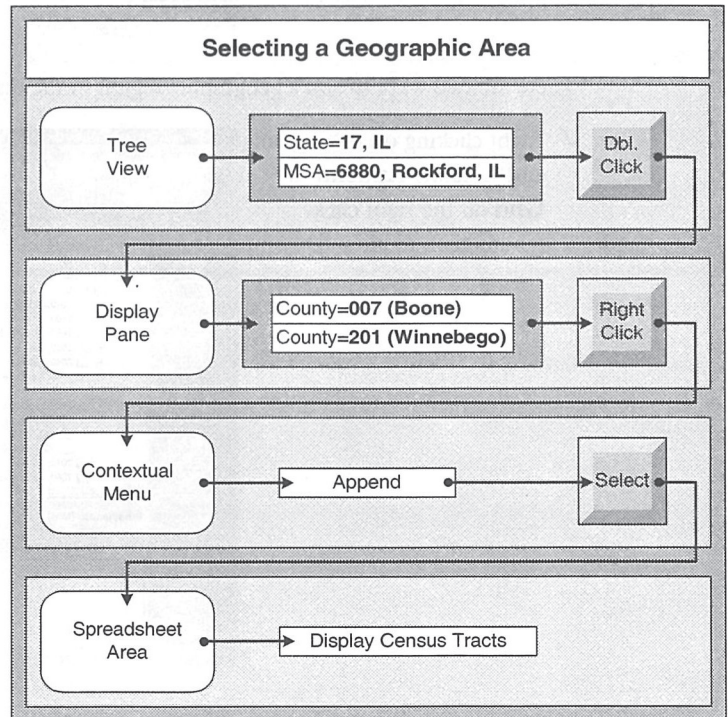 Selecting a Geographic Area
Tree
View
State=17, IL
MSA=6880, Rockford, IL
Dbl.
Click
Display
Pane
County=007 (Boone)
County=201 (Winnebego)
Right
Click
Contextual
Menu
Append
Select
Spreadsheet
Area
Display Census Tracts